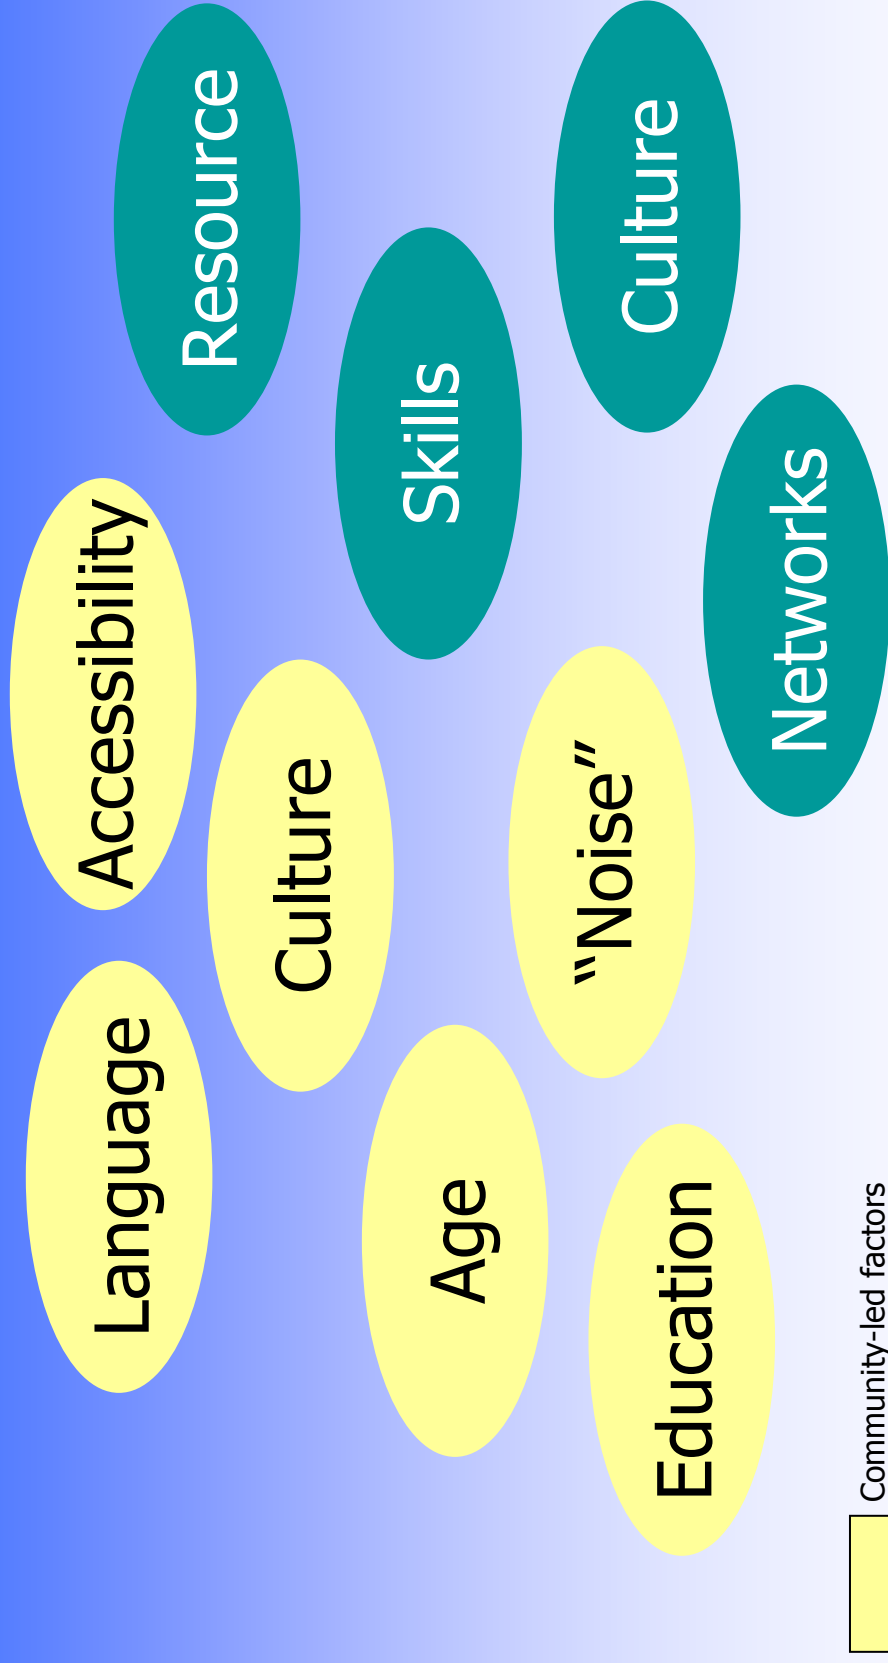 Language
Accessibility
Resource
Culture
Skills
Age
“Noise”
Culture
Education
Networks
Community-led factors